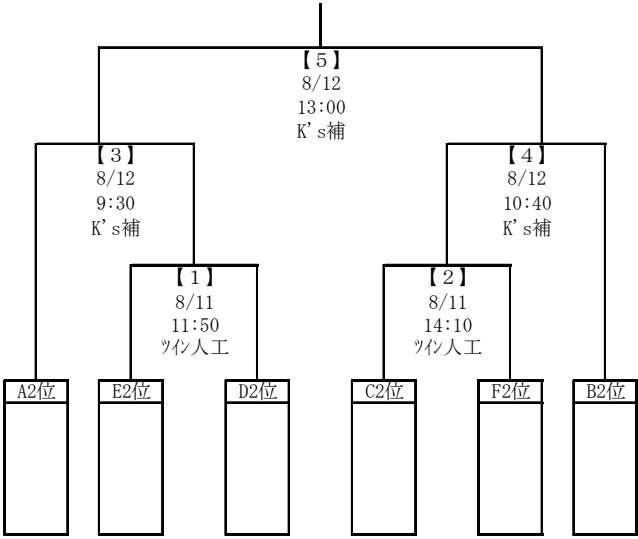 【５】
8/12
13:00
K's補
【３】
8/12
9:30
K's補
【４】
8/12
10:40
K's補
【１】
8/11
11:50
ﾂｲﾝ人工
【２】
8/11
14:10
ﾂｲﾝ人工
A2位
E2位
D2位
C2位
F2位
B2位